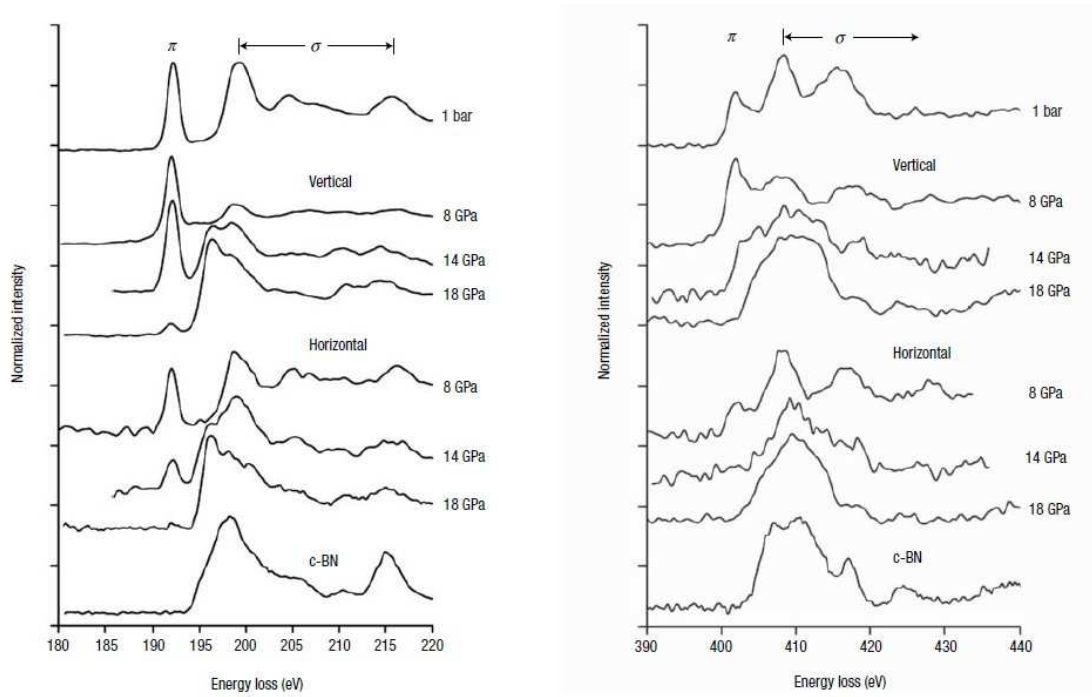 π
σ
1 bar
Vertical
8 GPa
14 GPa
18 GPa
Horizontal
8 GPa
14 GPa
18 GPa
c-BN
Normalized intensity
180 185 190 195 200 205 210 215 220
Energy loss (eV)
π
σ
1 bar
Vertical
8 GPa
14 GPa
18 GPa
Horizontal
8 GPa
14 GPa
18 GPa
c-BN
Normalized intensity
390 400 410 420 430 440
Energy loss (eV)